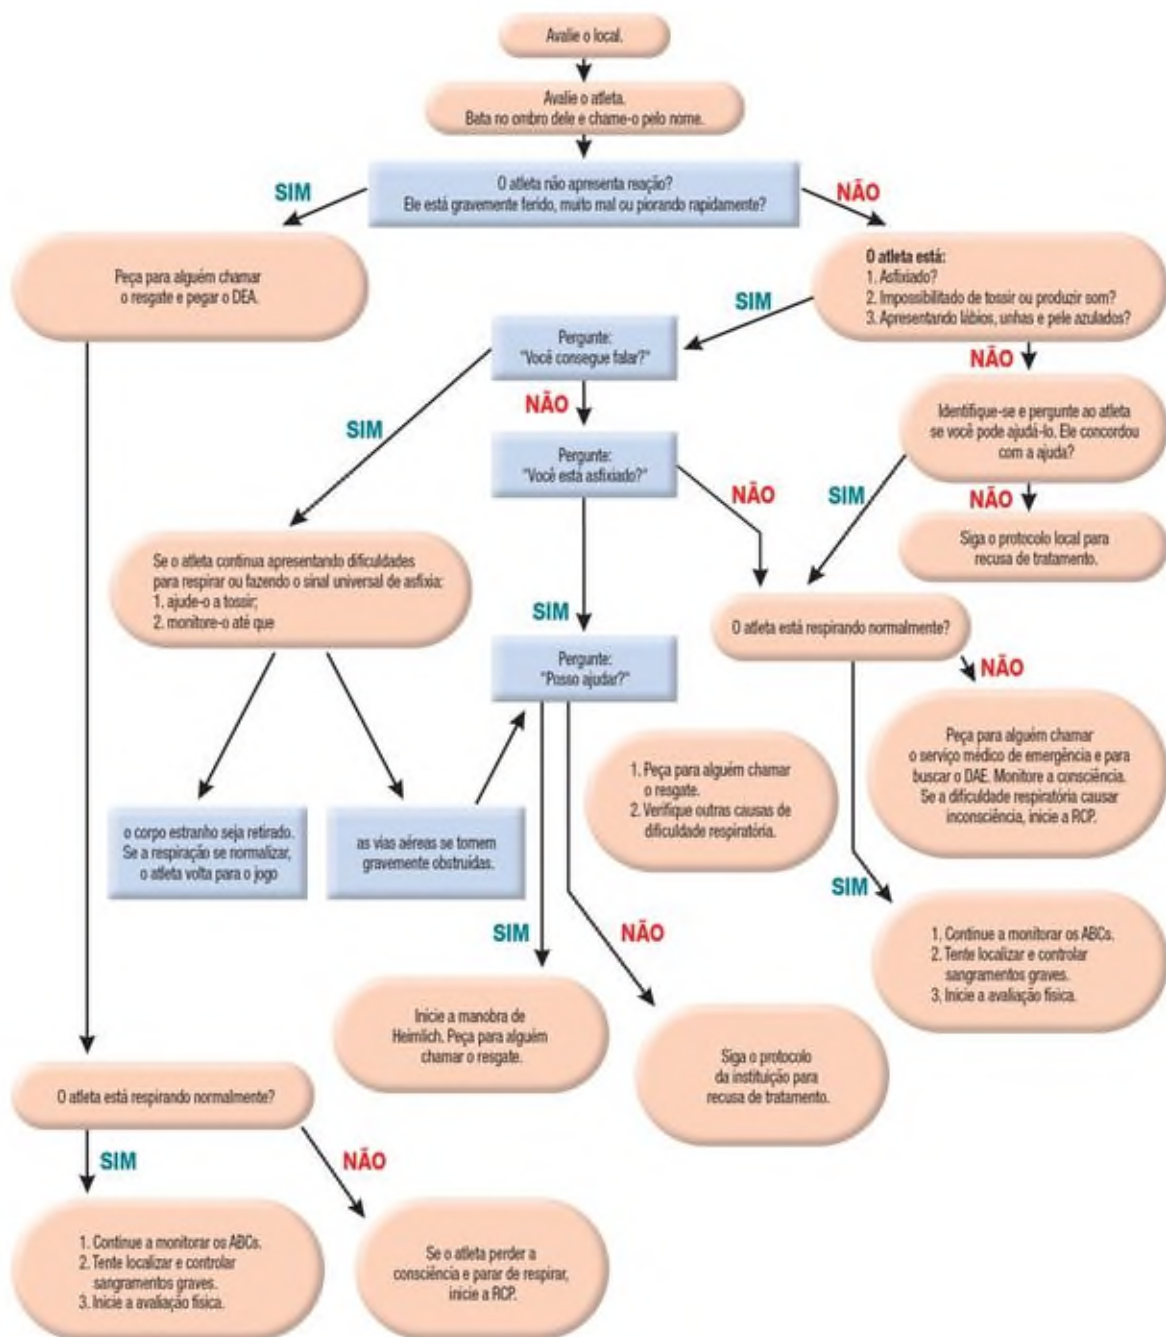 Avalie o local.
Avalie o atleta.
Bata no ombro dele e chame-o pelo nome.
O atleta não apresenta reação?
Ele está gravemente ferido, muito mal ou piorando rapidamente?
SIM
NÃO
Peça para alguém chamar
o resgate e pegar o DEA.
O atleta está:
1. Asfixiado?
2. Impossibilitado de tossir ou produzir som?
3. Apresentando lábios, unhas e pele azulados?
SIM
NÃO
Pergunte:
"Você consegue falar?"
SIM
NÃO
Identifique-se e pergunte ao atleta
se você pode ajudá-lo. Ele concordou
com a ajuda?
SIM
NÃO
Pergunte:
"Você está asfixiado?"
NÃO
SIM
Siga o protocolo local para
recusa de tratamento.
Se o atleta continua apresentando dificuldades
para respirar ou fazendo o sinal universal de asfixia:
1. ajude-o a tossir;
2. monitore-o até que
O atleta está respirando normalmente?
NÃO
SIM
Pergunte:
"Posso ajudar?"
Peça para alguém chamar
o serviço médico de emergência e para
buscar o DAE. Monitore a consciência.
Se a dificuldade respiratória causar
inconsciência, inicie a RCP.
1. Peça para alguém chamar
o resgate.
2. Verifique outras causas de
dificuldade respiratória.
o corpo estranho seja retirado.
Se a respiração se normalizar,
o atleta volta para o jogo
as vias aéreas se tornem
gravemente obstruídas.
SIM
NÃO
1. Continue a monitorar os ABCs.
2. Tente localizar e controlar
sangramentos graves.
3. Inicie a avaliação física.
Inicie a manobra de
Heimlich. Peça para alguém
chamar o resgate.
Siga o protocolo
da instituição para
recusa de tratamento.
O atleta está respirando normalmente?
SIM
NÃO
1. Continue a monitorar os ABCs.
2. Tente localizar e controlar
sangramentos graves.
3. Inicie a avaliação física.
Se o atleta perder a
consciência e parar de respirar,
inicie a RCP.